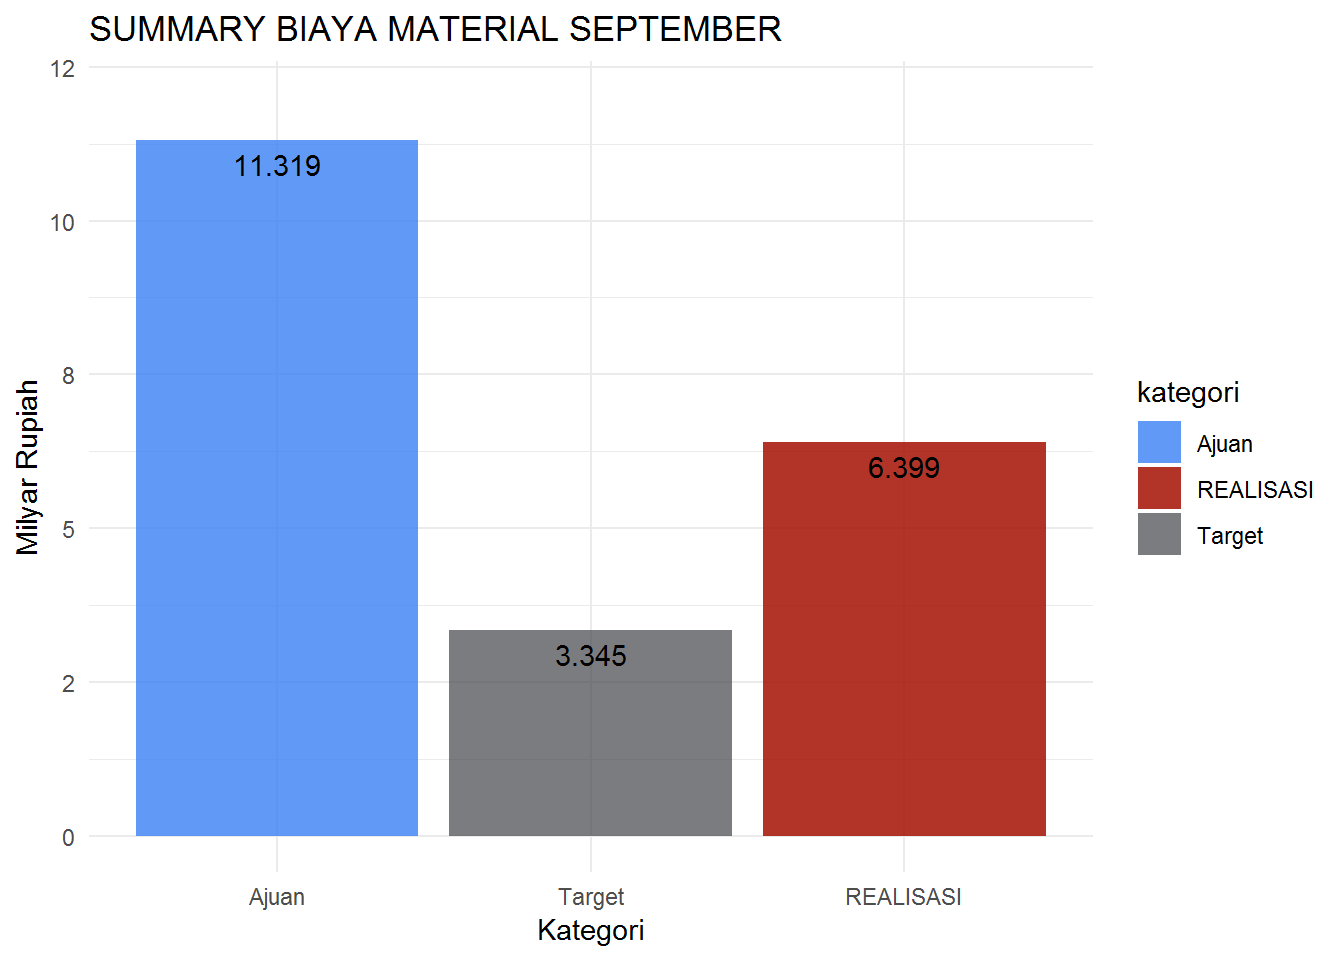 SUMMARY BIAYA MATERIAL SEPTEMBER
12
10
8
5
2
0
Milyar Rupiah
11.319
3.345
6.399
Ajuan
Target
REALISASI
Kategori
kategori
Ajuan
REALISASI
Target